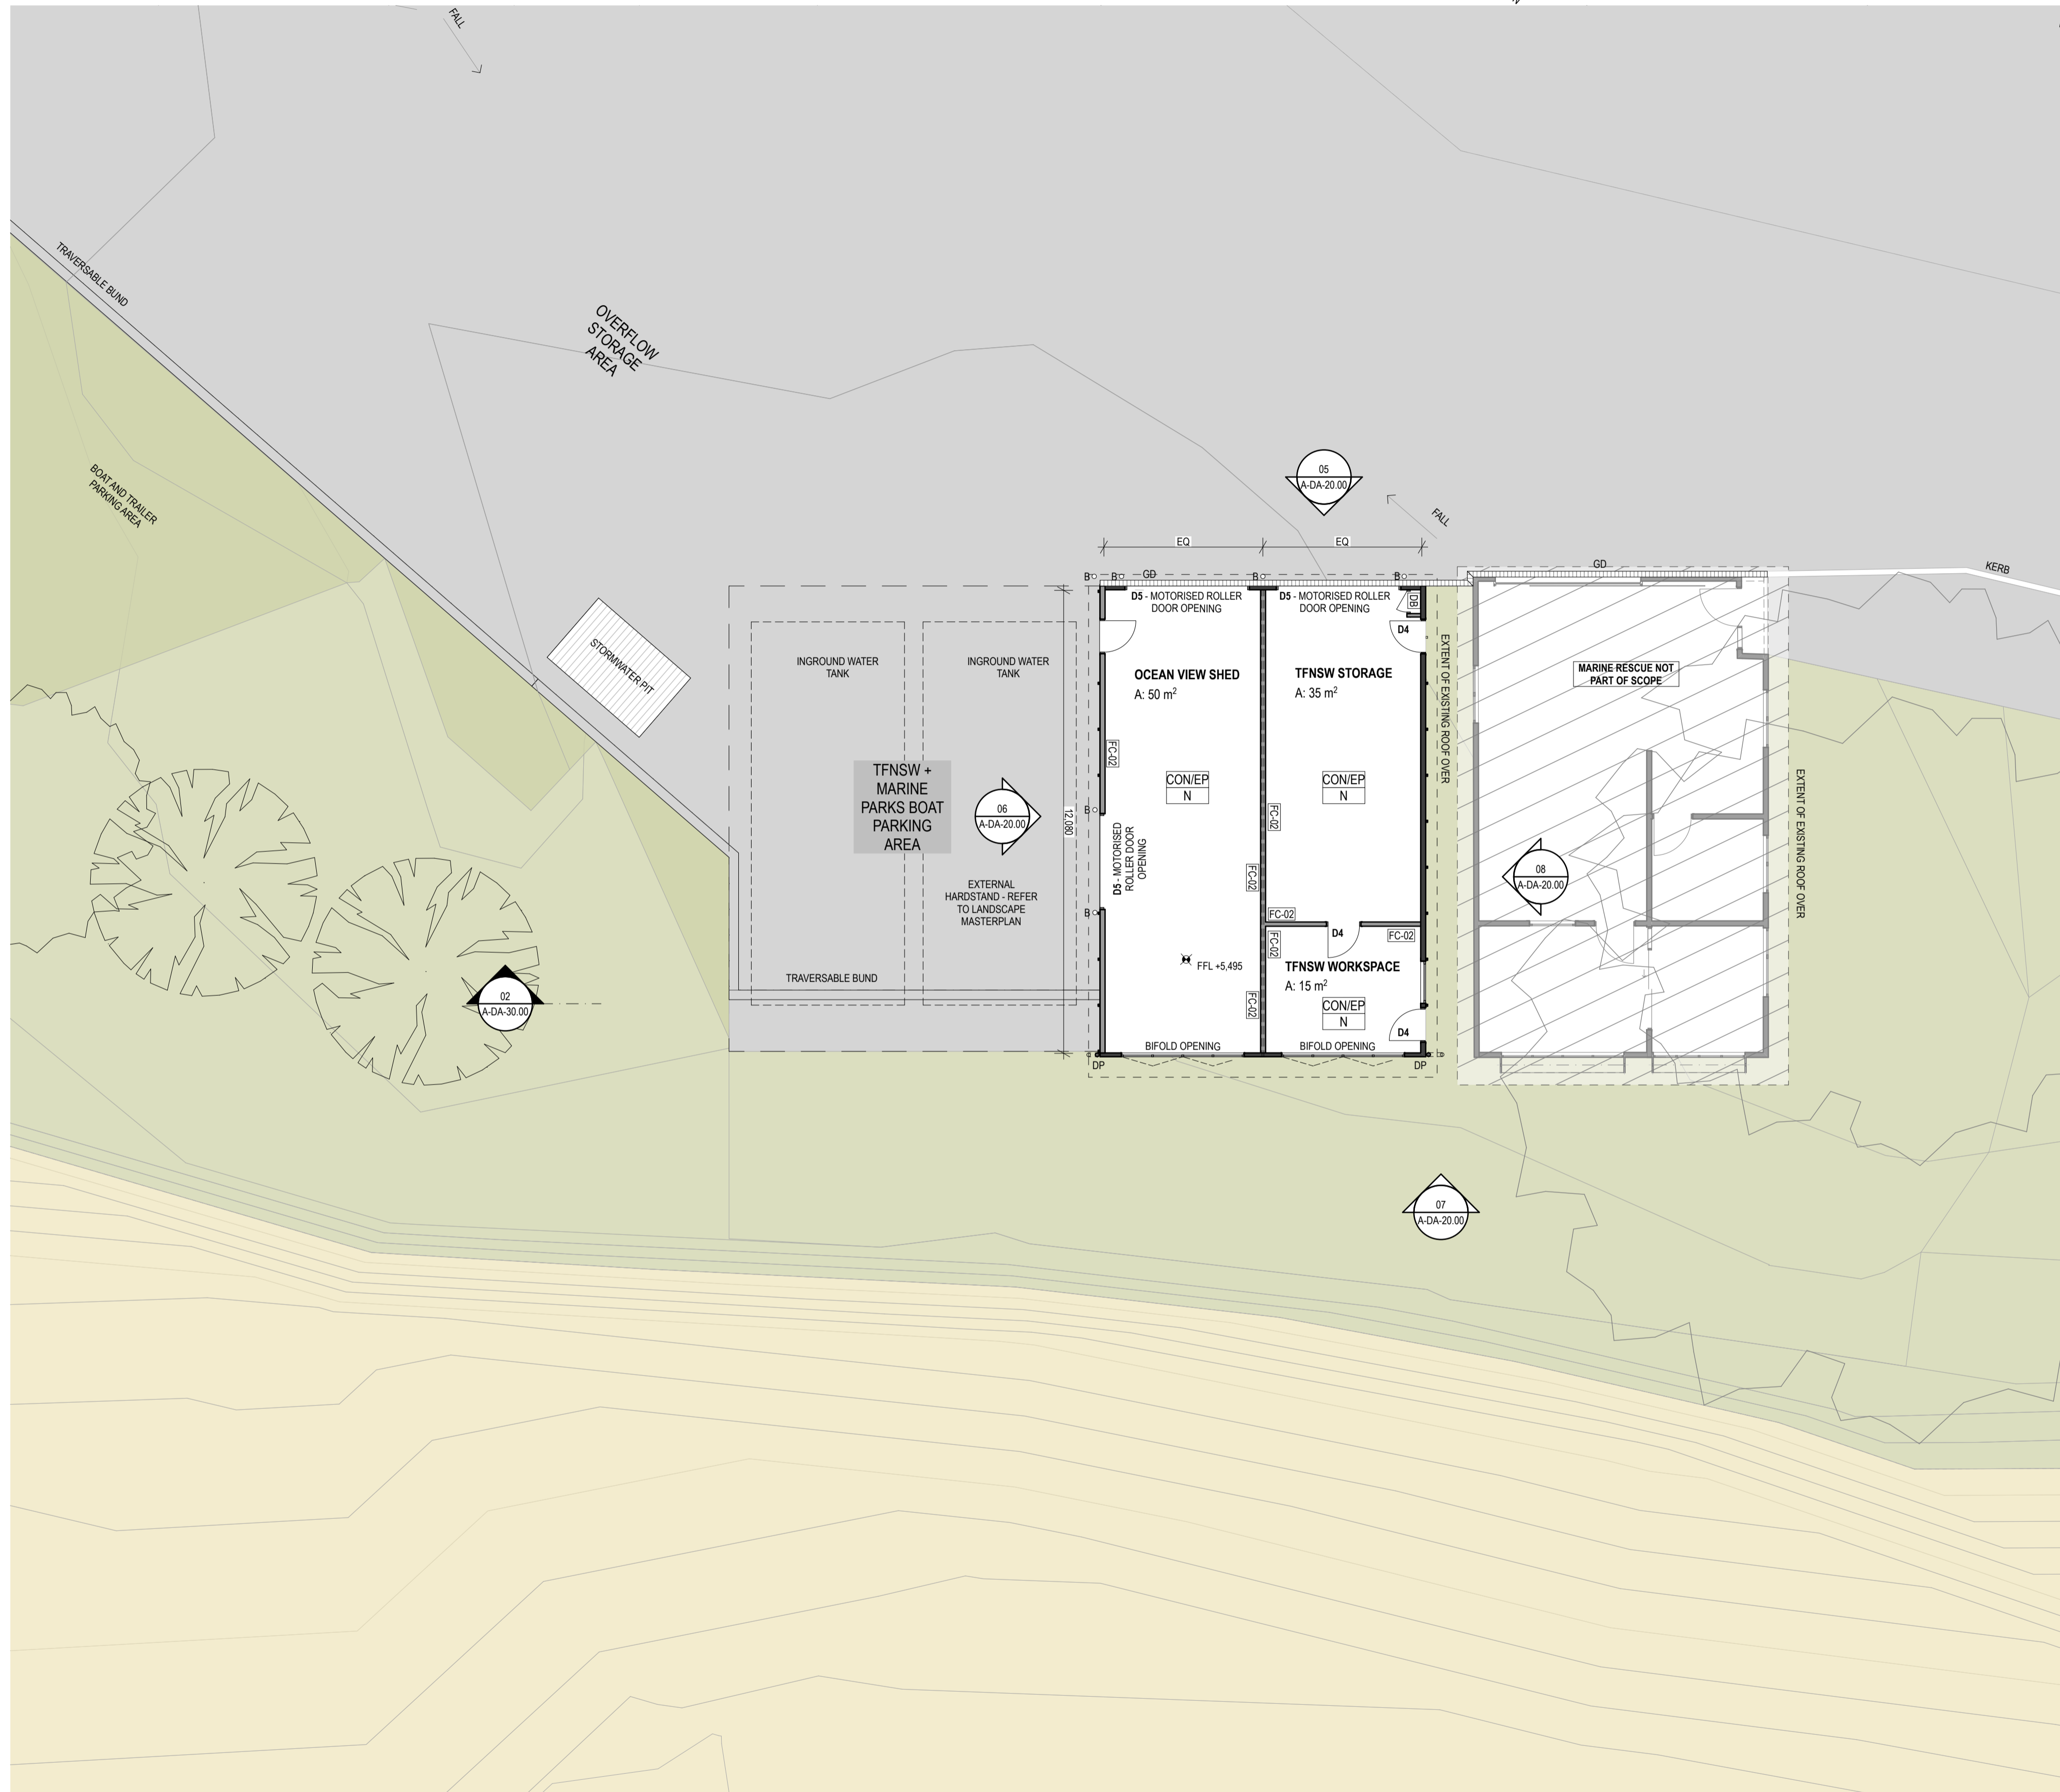 FALL
TRAVERSABLE BUND
OVERFLOW
STORAGE
AREA
BOAT AND TRAILER
PARKING AREA
05
A-DA-20.00
FALL
EQ
EQ
B
B
GD
B
B
GD
KERB
D5 - MOTORISED ROLLER
DOOR OPENING
D5 - MOTORISED ROLLER
DOOR OPENING
DB
D4
STORMWATER PIT
INGROUND WATER
TANK
INGROUND WATER
TANK
OCEAN VIEW SHED
A: 50 m²
TFNSW STORAGE
A: 35 m²
EXTENT OF EXISTING ROOF OVER
MARINE RESCUE NOT
PART OF SCOPE
FC-02
TFNSW +
MARINE
PARKS BOAT
PARKING
AREA
06
A-DA-20.00
12,080
B
CON/EP
N
CON/EP
N
FC-02
EXTENT OF EXISTING ROOF OVER
D5 - MOTORISED
ROLLER DOOR
OPENING
FC-02
08
A-DA-20.00
EXTERNAL
HARDSTAND - REFER
TO LANDSCAPE
MASTERPLAN
B
FC-02
D4
FC-02
FC-02
FFL +5,495
TFNSW WORKSPACE
A: 15 m²
TRAVERSABLE BUND
02
A-DA-30.00
FC-02
CON/EP
N
D4
BIFOLD OPENING
BIFOLD OPENING
DP
DP
07
A-DA-20.00